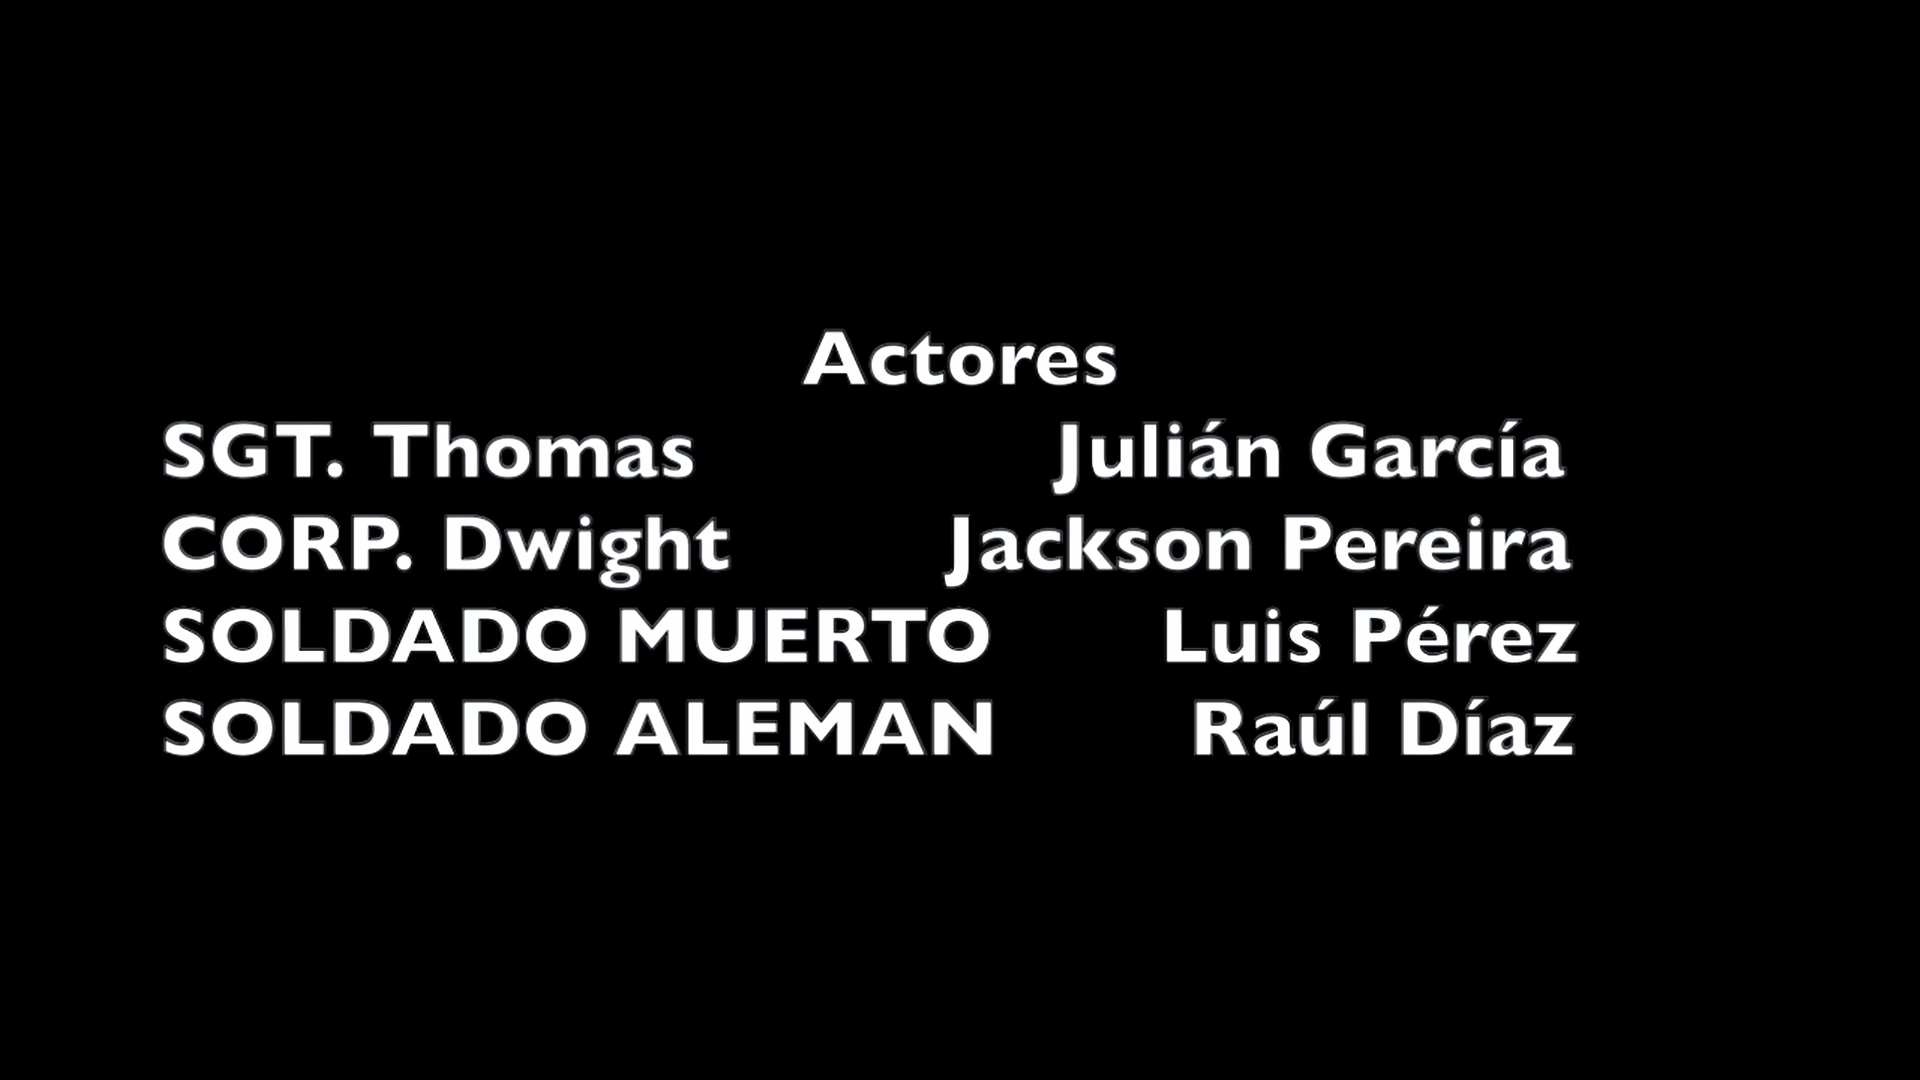 Actores
SGT. Thomas Julián García
CORP. Dwight Jackson Pereira
SOLDADO MUERTO Luis Pérez
SOLDADO ALEMAN Raúl Díaz